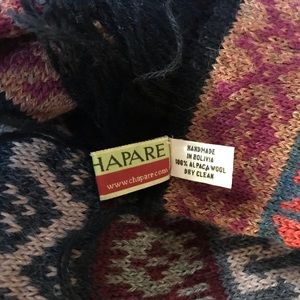 HAPARE
www.chapare.com
HANDMADE
IN BOLIVIA
100% ALPACA WOOL
DRY CLEAN